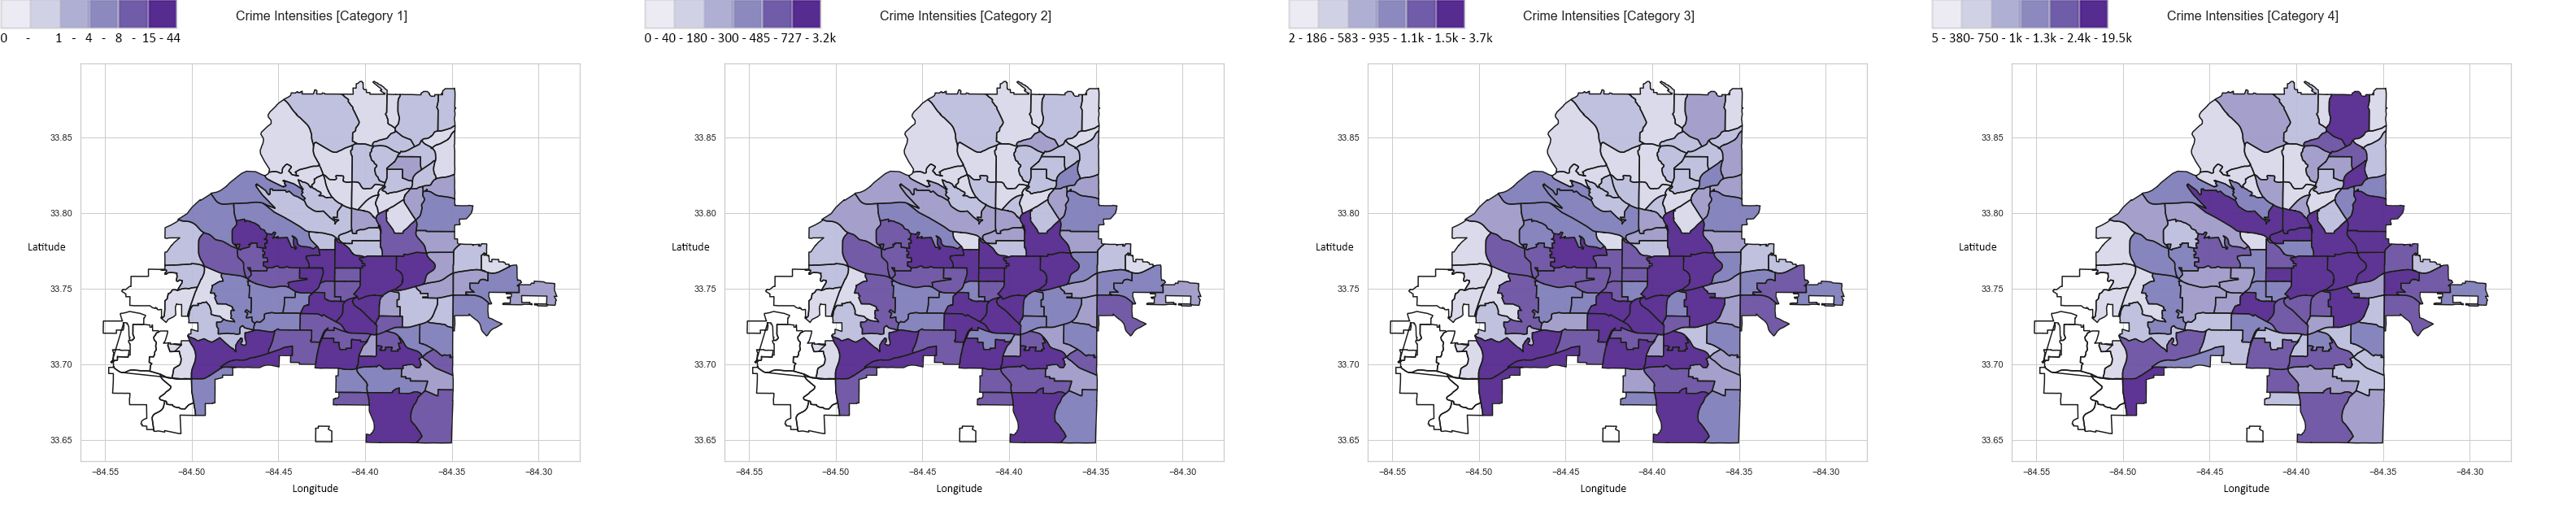 Crime Intensities [Category 1]
0 - 1 - 4 - 8 - 15 - 44
33.85
33.80
Latitude
33.75
33.70
33.65
−84.55 −84.50 −84.45 −84.40 −84.35 −84.30
Longitude
Crime Intensities [Category 2]
0 - 40 - 180 - 300 - 485 - 727 - 3.2k
33.85
33.80
Latitude
33.75
33.70
33.65
−84.55 −84.50 −84.45 −84.40 −84.35 −84.30
Longitude
Crime Intensities [Category 3]
2 - 186 - 583 - 935 - 1.1k - 1.5k - 3.7k
33.85
33.80
Latitude
33.75
33.70
33.65
−84.55 −84.50 −84.45 −84.40 −84.35 −84.30
Longitude
Crime Intensities [Category 4]
5 - 380- 750 - 1k - 1.3k - 2.4k - 19.5k
33.85
33.80
Latitude
33.75
33.70
33.65
−84.55 −84.50 −84.45 −84.40 −84.35 −84.30
Longitude